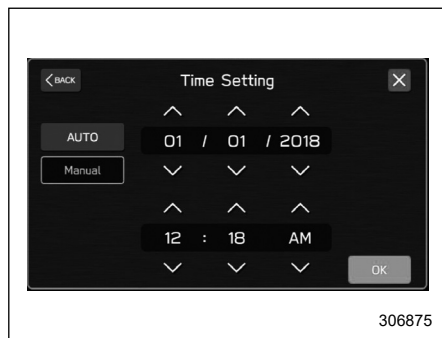 BACK
Time Setting
AUTO
01 / 01 / 2018
Manual
12 : 18 AM
OK
306875